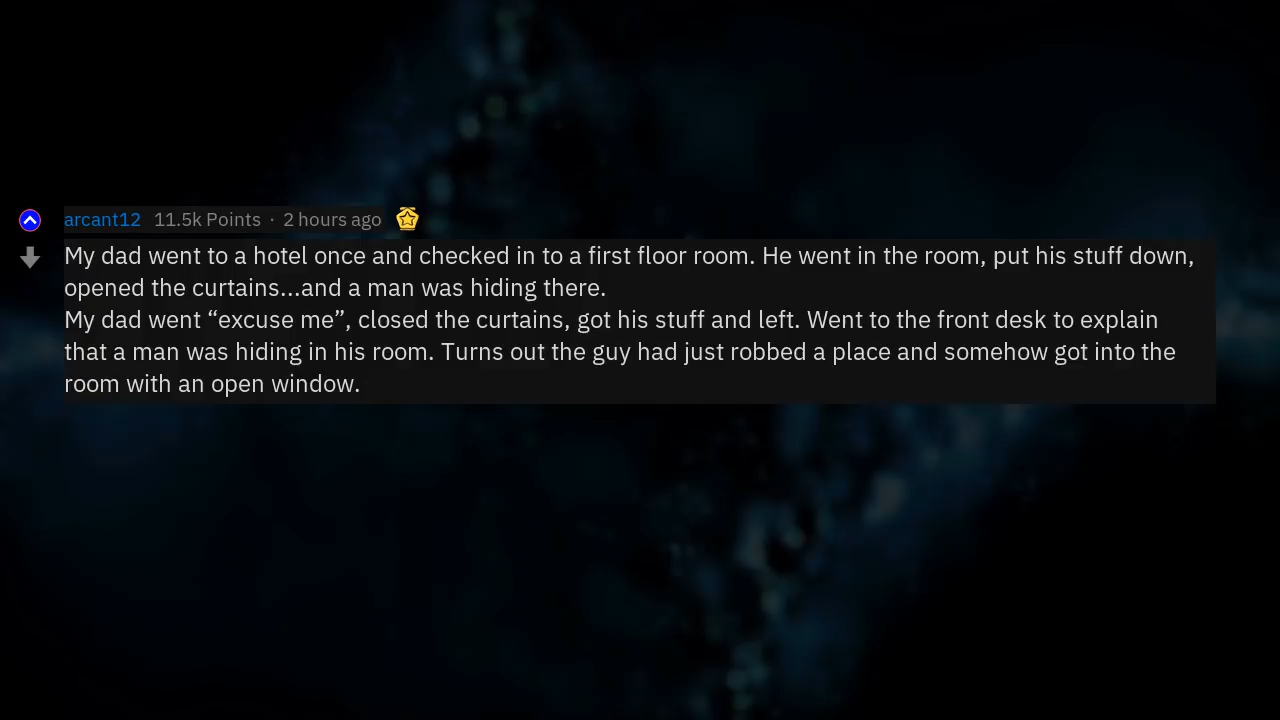 arcant12 11.5k Points · 2 hours ago
My dad went to a hotel once and checked in to a first floor room. He went in the room, put his stuff down,
opened the curtains...and a man was hiding there.
My dad went “excuse me”, closed the curtains, got his stuff and left. Went to the front desk to explain
that a man was hiding in his room. Turns out the guy had just robbed a place and somehow got into the
room with an open window.